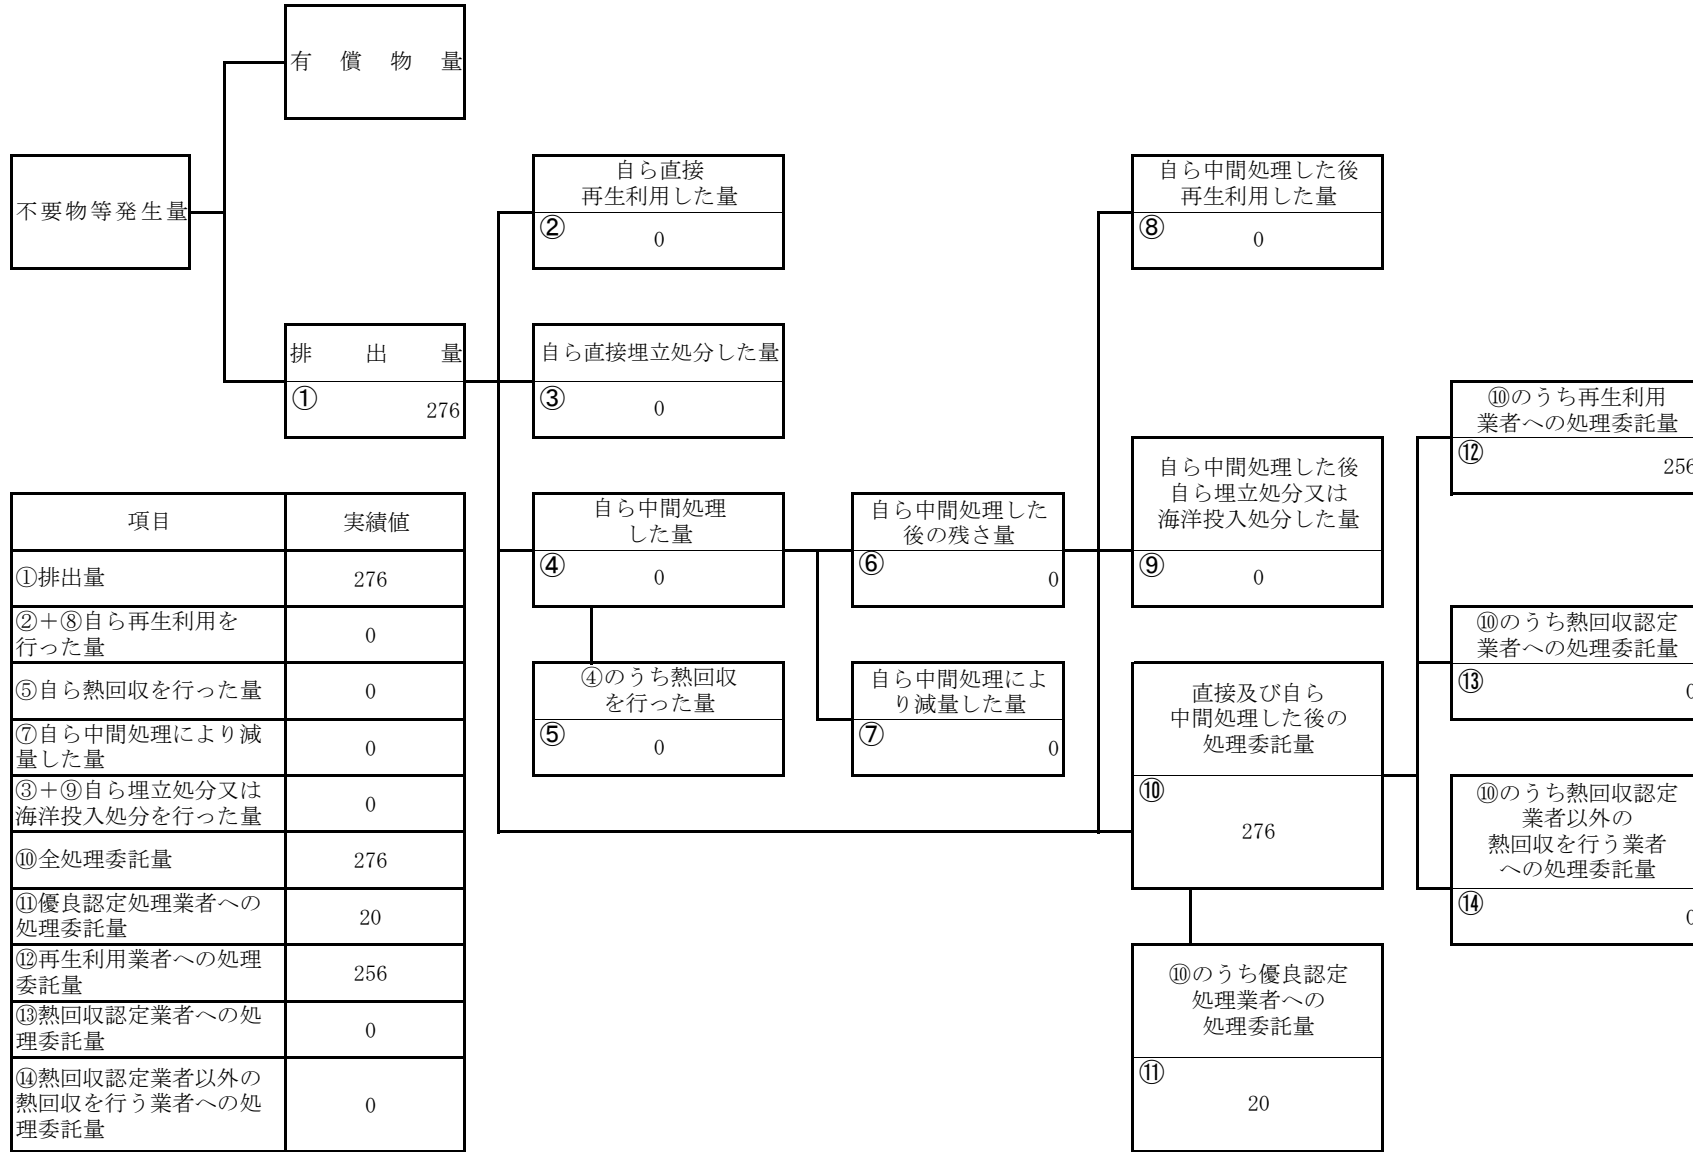 有償物量
不要物等発生量
排出量
①
276
自ら直接
再生利用した量
②
0
自ら直接埋立処分した量
③
0
自ら中間処理
した量
④
0
④のうち熱回収
を行った量
⑤
0
自ら中間処理した
後の残さ量
⑥
0
自ら中間処理によ
り減量した量
⑦
0
自ら中間処理した後
再生利用した量
⑧
0
自ら中間処理した後
自ら埋立処分又は
海洋投入処分した量
⑨
0
直接及び自ら
中間処理した後の
処理委託量
⑩
276
⑩のうち優良認定
処理業者への
処理委託量
⑪
20
⑩のうち再生利用
業者への処理委託量
⑫
256
⑩のうち熱回収認定
業者への処理委託量
⑬
0
⑩のうち熱回収認定
業者以外の
熱回収を行う業者
への処理委託量
⑭
0
項目 実績値
①排出量 276
②＋⑧自ら再生利用を
行った量 0
⑤自ら熱回収を行った量 0
⑦自ら中間処理により減
量した量 0
③＋⑨自ら埋立処分又は
海洋投入処分を行った量 0
⑩全処理委託量 276
⑪優良認定処理業者への
処理委託量 20
⑫再生利用業者への処理
委託量 256
⑬熱回収認定業者への処
理委託量 0
⑭熱回収認定業者以外の
熱回収を行う業者への処
理委託量 0